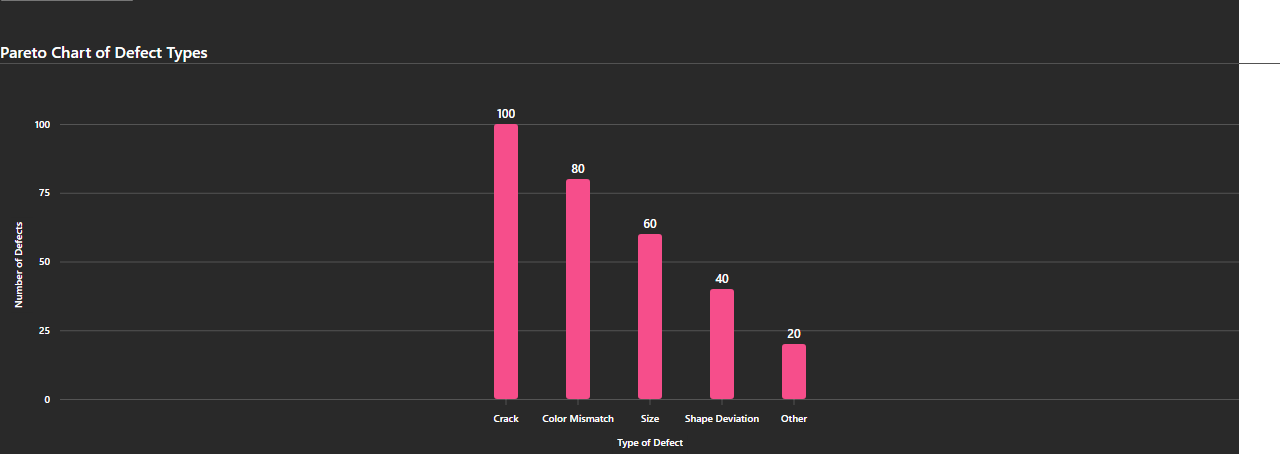 Pareto Chart of Defect Types
100
80
60
40
20
100
75
50
25
0
Number of Defects
Crack
Color Mismatch
Size
Shape Deviation
Other
Type of Defect